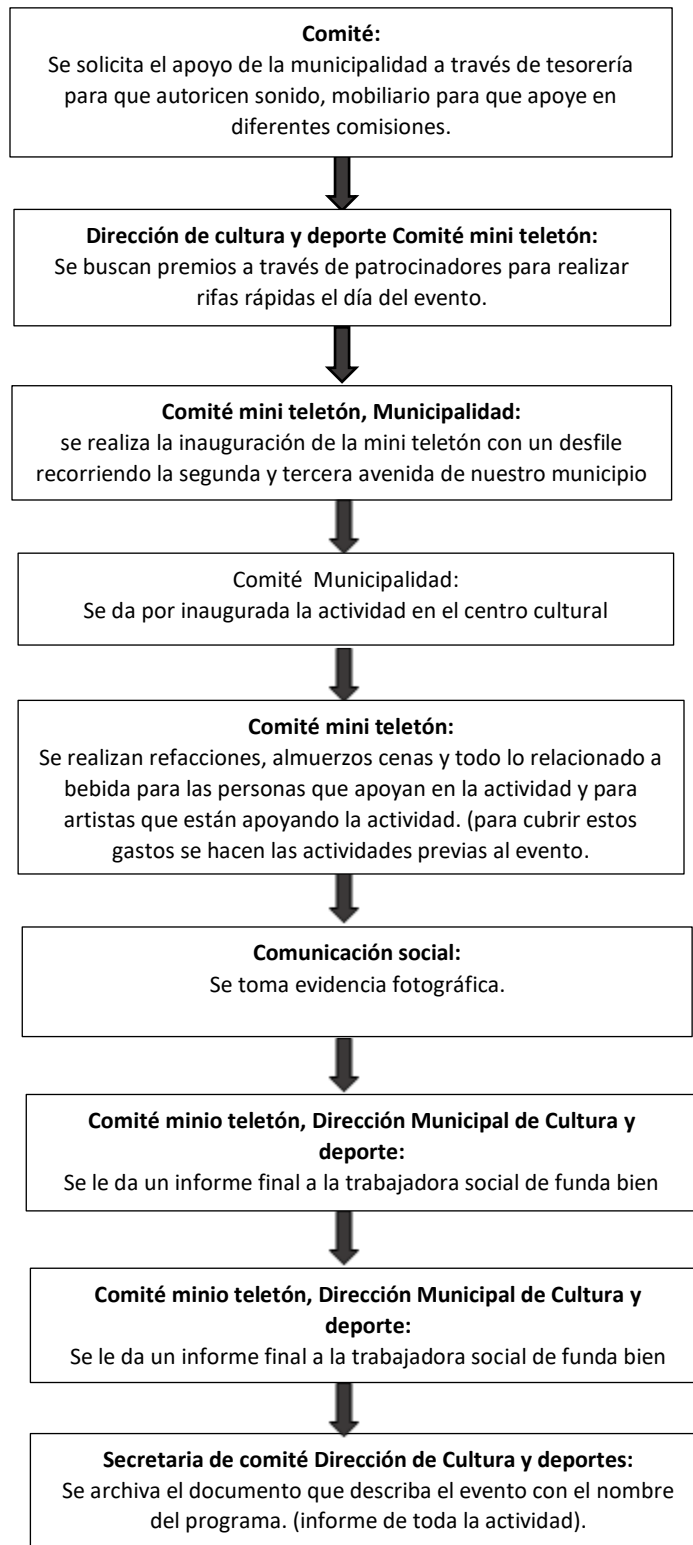 Comité:
Se solicita el apoyo de la municipalidad a través de tesorería
para que autoricen sonido, mobiliario para que apoye en
diferentes comisiones.
Dirección de cultura y deporte Comité mini teletón:
Se buscan premios a través de patrocinadores para realizar
rifas rápidas el día del evento.
Comité mini teletón, Municipalidad:
se realiza la inauguración de la mini teletón con un desfile
recorriendo la segunda y tercera avenida de nuestro municipio
Comité Municipalidad:
Se da por inaugurada la actividad en el centro cultural
Comité mini teletón:
Se realizan refacciones, almuerzos cenas y todo lo relacionado a
bebida para las personas que apoyan en la actividad y para
artistas que están apoyando la actividad. (para cubrir estos
gastos se hacen las actividades previas al evento.
Comunicación social:
Se toma evidencia fotográfica.
Comité minio teletón, Dirección Municipal de Cultura y
deporte:
Se le da un informe final a la trabajadora social de funda bien
Comité minio teletón, Dirección Municipal de Cultura y
deporte:
Se le da un informe final a la trabajadora social de funda bien
Secretaria de comité Dirección de Cultura y deportes:
Se archiva el documento que describa el evento con el nombre
del programa. (informe de toda la actividad).